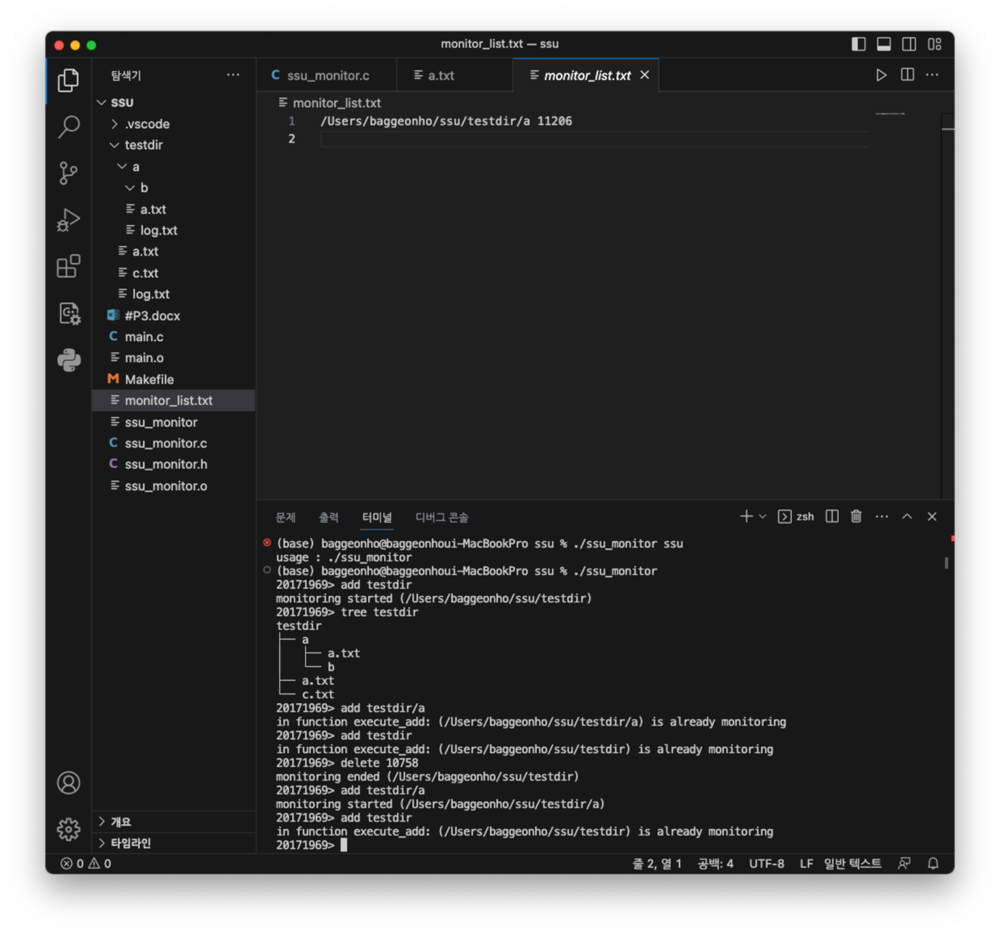 monitor_list.txt — ssu
탐색기
SSU
.vscode
testdir
a
b
a.txt
log.txt
a.txt
c.txt
log.txt
#P3.docx
main.c
main.o
Makefile
monitor_list.txt
ssu_monitor
ssu_monitor.c
ssu_monitor.h
ssu_monitor.o
개요
타임라인
ssu_monitor.c
a.txt
monitor_list.txt
monitor_list.txt
1 /Users/baggeonho/ssu/testdir/a 11206
2
문제 출력 터미널 디버그 콘솔 zsh
(base) baggeonho@baggeonhoui-MacBookPro ssu % ./ssu_monitor ssu
usage : ./ssu_monitor
(base) baggeonho@baggeonhoui-MacBookPro ssu % ./ssu_monitor
20171969> add testdir
monitoring started (/Users/baggeonho/ssu/testdir)
20171969> tree testdir
testdir
├── a
│   ├── a.txt
│   └── b
├── a.txt
└── c.txt
20171969> add testdir/a
in function execute_add: (/Users/baggeonho/ssu/testdir/a) is already monitoring
20171969> add testdir
in function execute_add: (/Users/baggeonho/ssu/testdir) is already monitoring
20171969> delete 10758
monitoring ended (/Users/baggeonho/ssu/testdir)
20171969> add testdir/a
monitoring started (/Users/baggeonho/ssu/testdir/a)
20171969> add testdir
in function execute_add: (/Users/baggeonho/ssu/testdir) is already monitoring
20171969>
0 0 줄 2, 열 1 공백: 4 UTF-8 LF 일반 텍스트